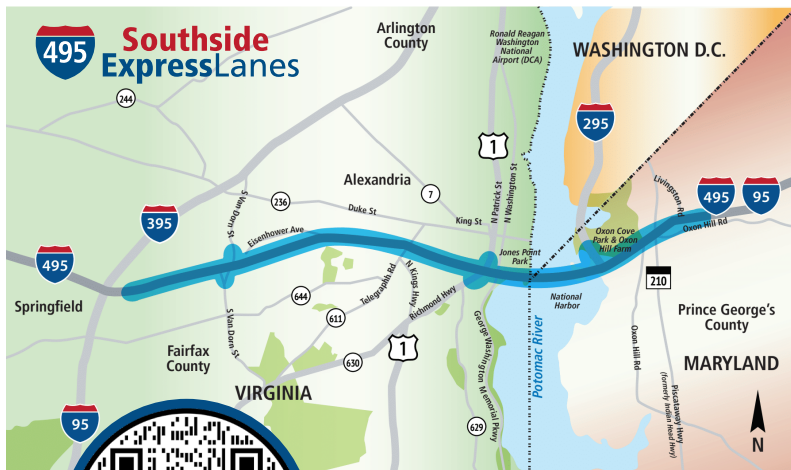 495
Southside
ExpressLanes
Arlington
County
Ronald Reagan
Washington
National
Airport (DCA)
WASHINGTON D.C.
244
1
295
N Patrick St
N Washington St
Alexandria
7
S Van Dorn St
236
Duke St
King St
Livingston Rd
495
95
395
Eisenhower Ave
Jones Point
Park
Oxon Cove
Park & Oxon
Hill Farm
Oxon Hill Rd
495
Springfield
644
Telegraphh Rd
N Kings Hwy
Richmond Hwy
National
Harbor
210
611
S Van Dorn St
Prince George's
County
Fairfax
County
630
1
George Washington Memorial Pkwy
Potomac River
Oxon Hill Rd
MARYLAND
VIRGINIA
Piscataway Hwy
(formerly Indian Head Hwy)
95
629
N